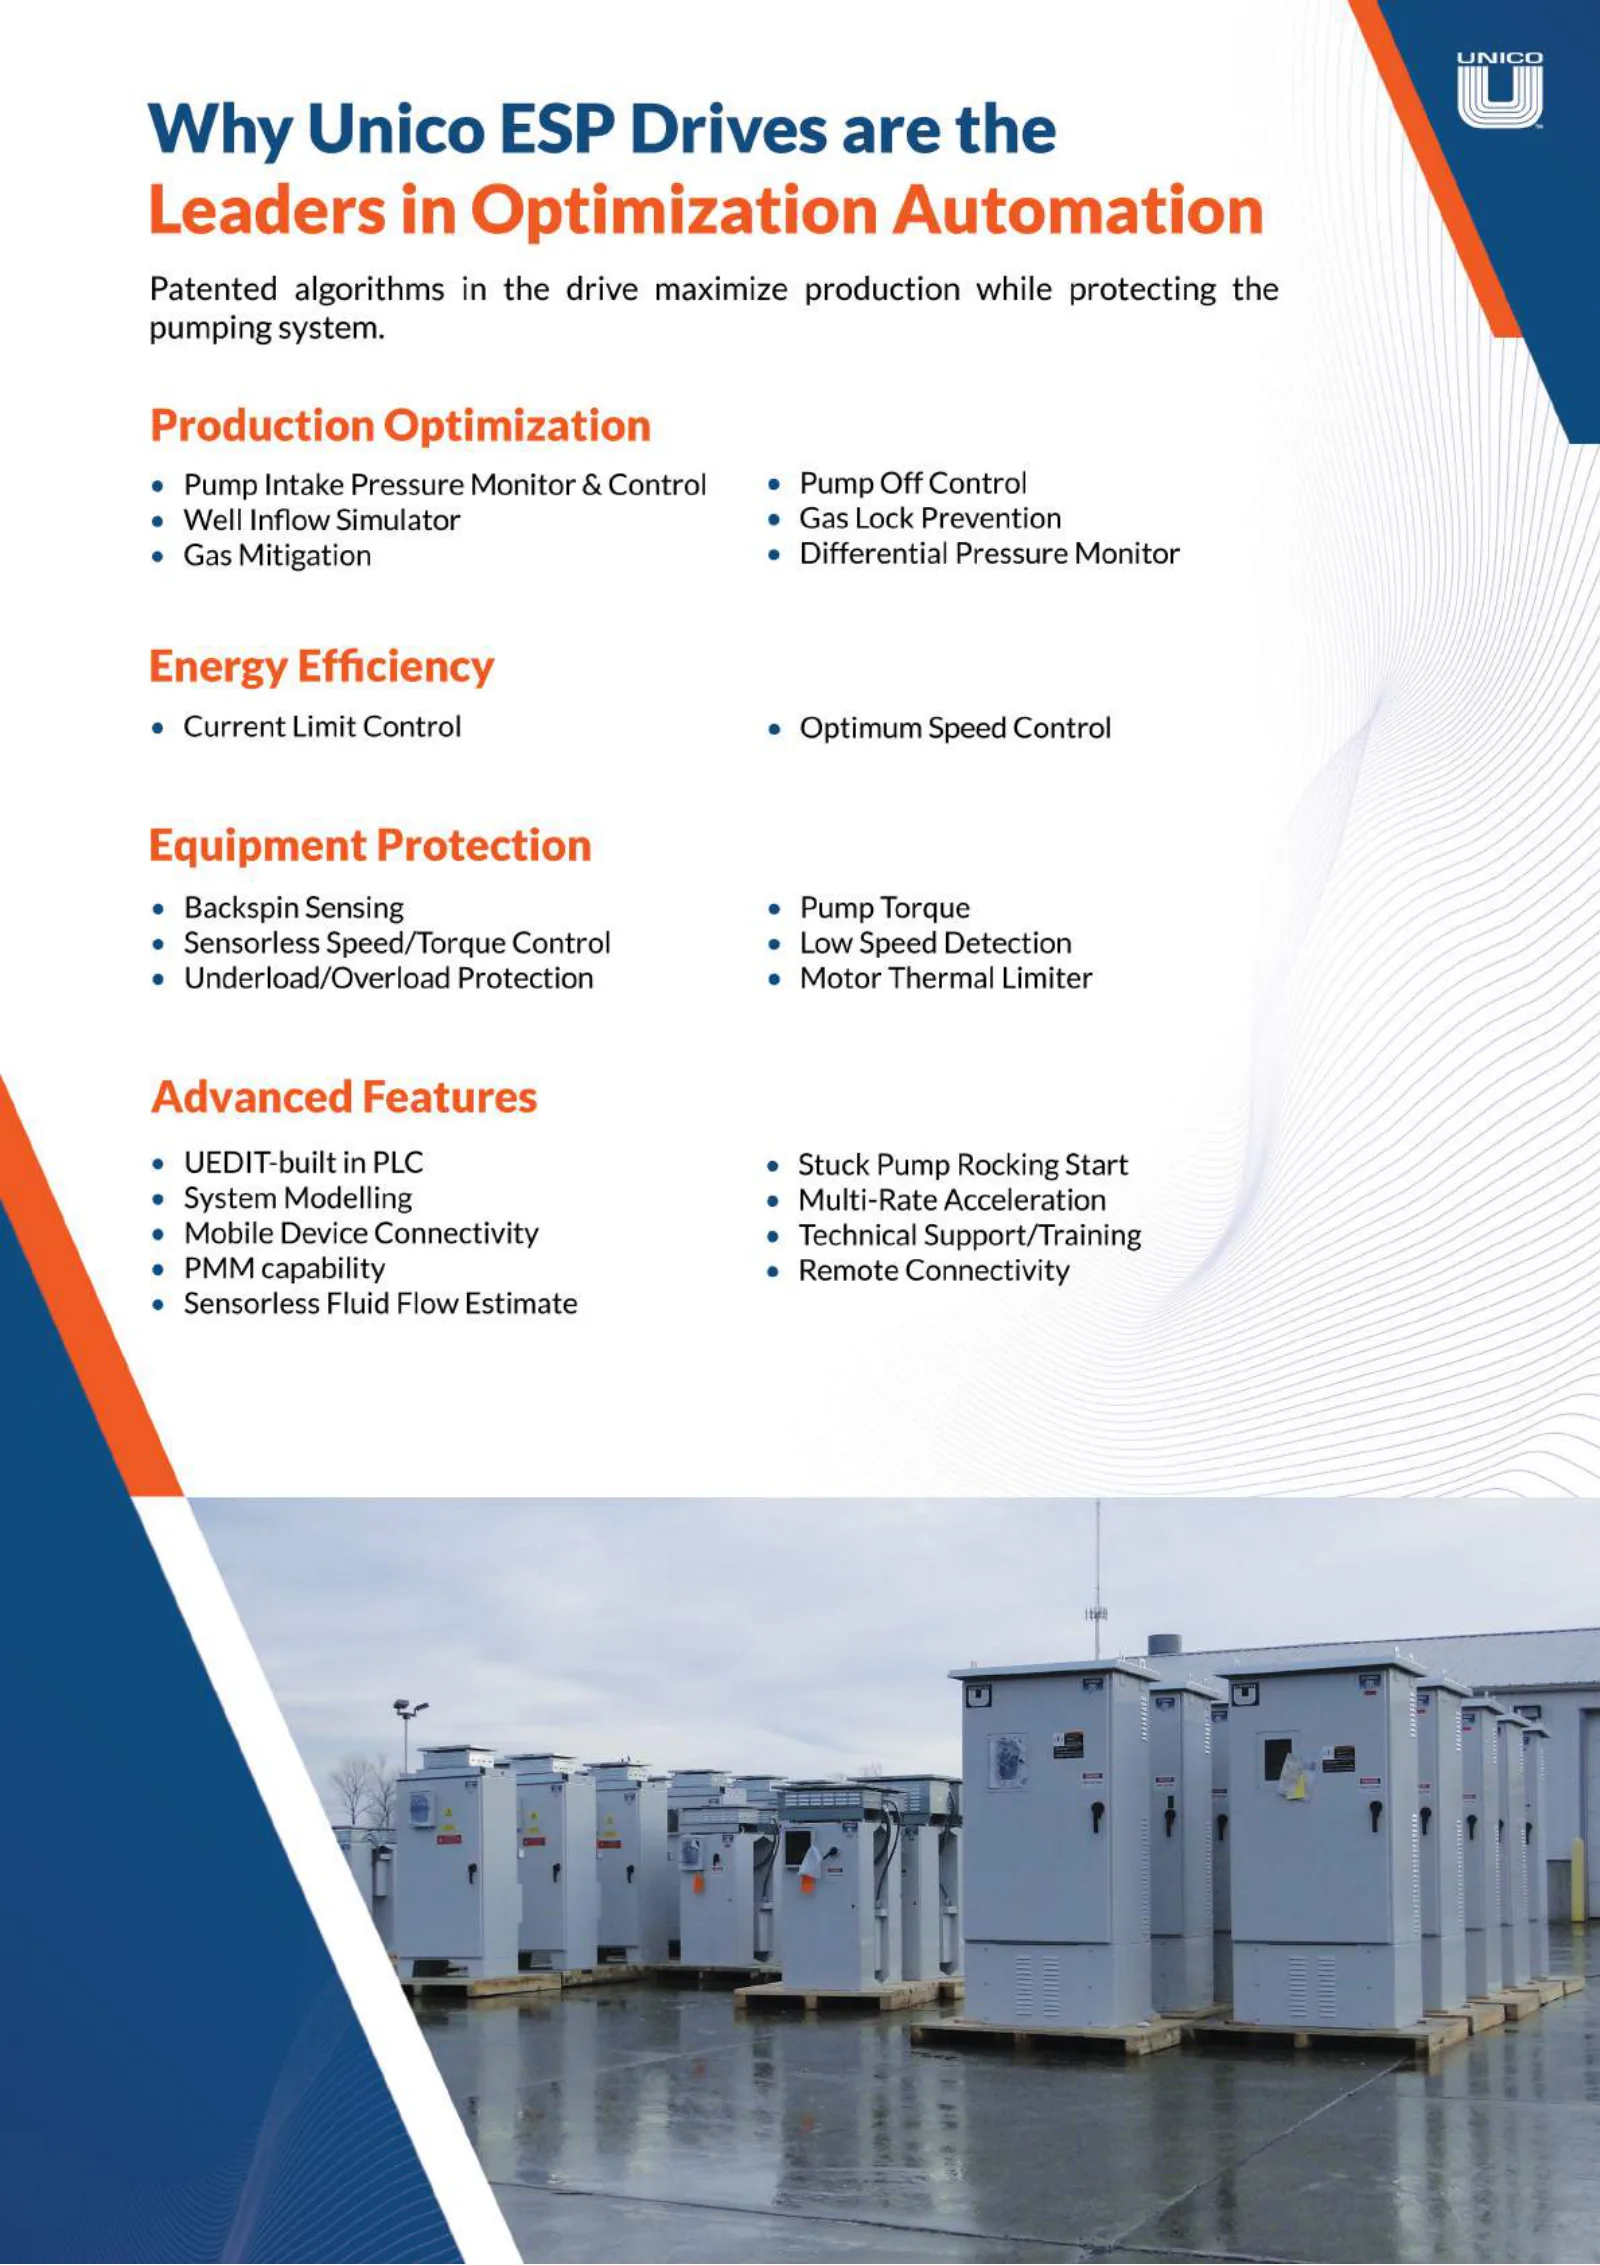 UNICO
Why Unico ESP Drives are the
Leaders in Optimization Automation
Patented algorithms in the drive maximize production while protecting the
pumping system.
Production Optimization
• Pump Intake Pressure Monitor & Control
• Well Inflow Simulator
• Gas Mitigation
• Pump Off Control
• Gas Lock Prevention
• Differential Pressure Monitor
Energy Efficiency
• Current Limit Control
• Optimum Speed Control
Equipment Protection
• Backspin Sensing
• Sensorless Speed/Torque Control
• Underload/Overload Protection
• Pump Torque
• Low Speed Detection
• Motor Thermal Limiter
Advanced Features
• UEDIT-built in PLC
• System Modelling
• Mobile Device Connectivity
• PMM capability
• Sensorless Fluid Flow Estimate
• Stuck Pump Rocking Start
• Multi-Rate Acceleration
• Technical Support/Training
• Remote Connectivity